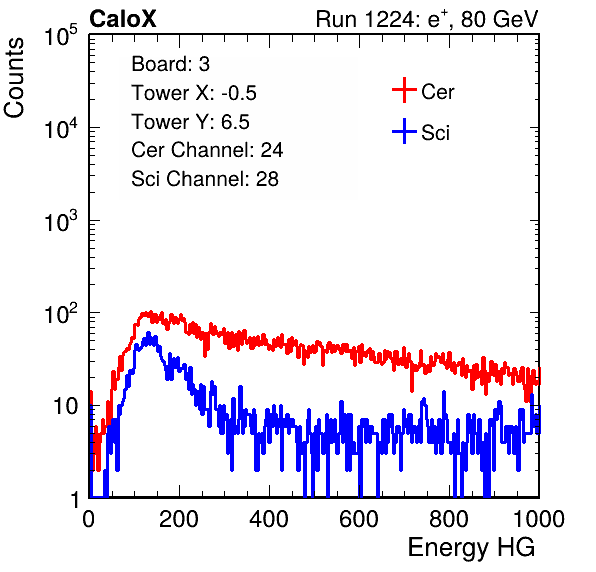 CaloX Run 1224: e⁺, 80 GeV
Counts
Board: 3
Tower X: -0.5
Tower Y: 6.5
Cer Channel: 24
Sci Channel: 28
Cer
Sci
10⁵
10⁴
10³
10²
10
1
0 200 400 600 800 1000
Energy HG